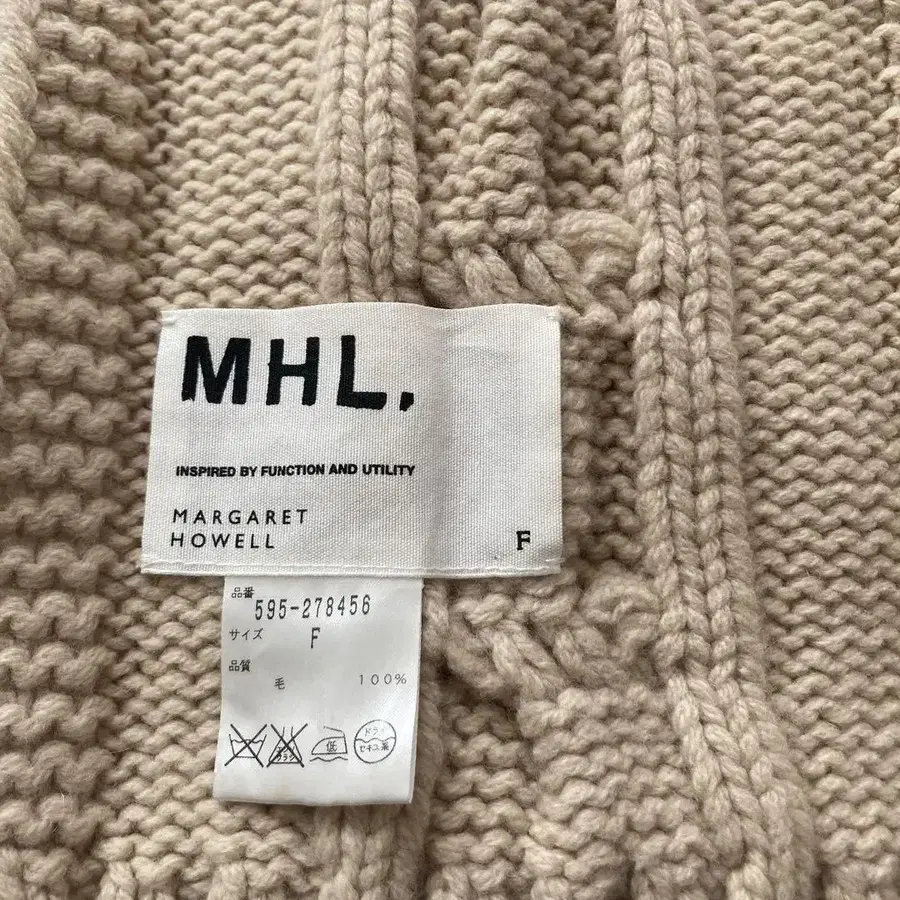 MHL.
INSPIRED BY FUNCTION AND UTILITY
MARGARET
HOWELL
F
品番
595-278456
サイズ F
品質
毛 100%
低
ドライ
セキユ系